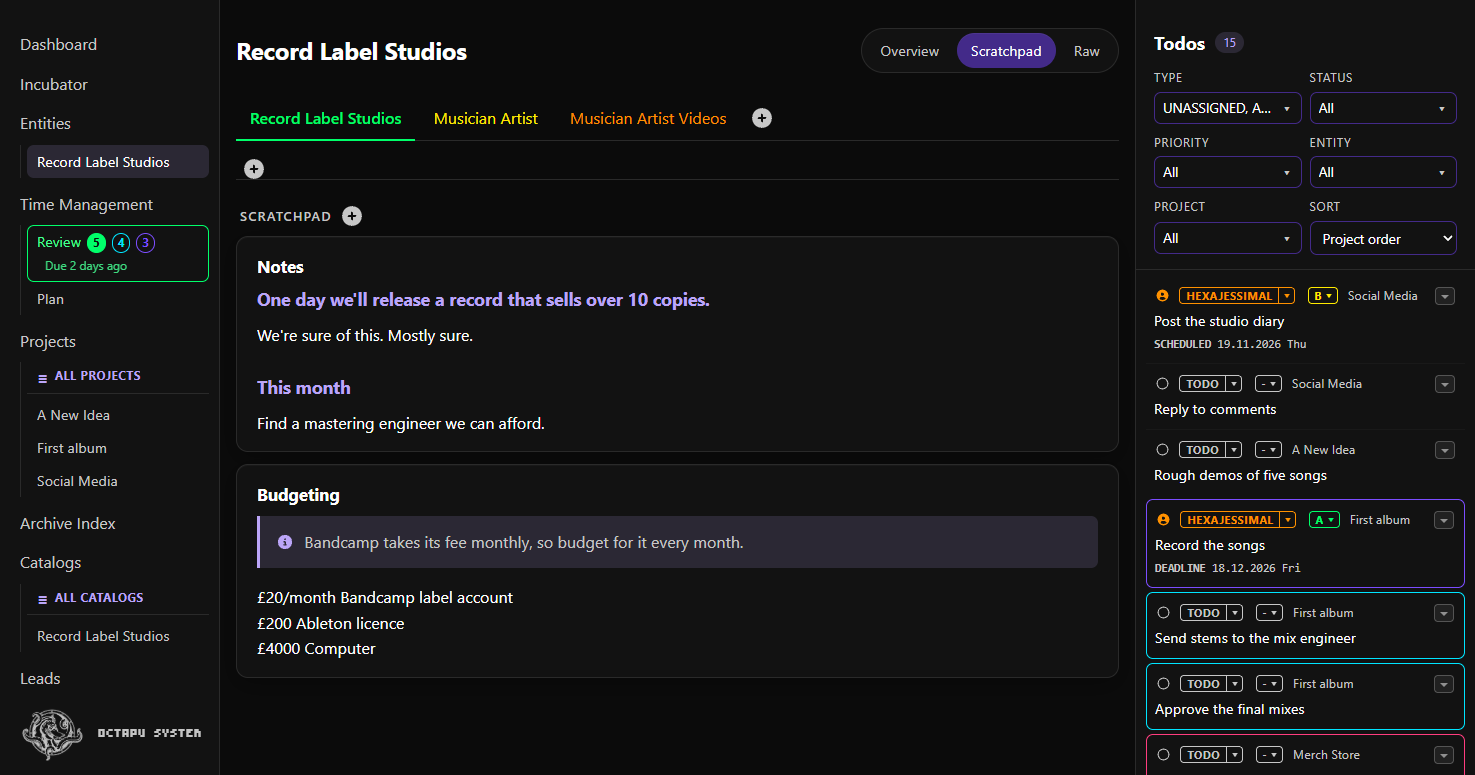 Dashboard
Incubator
Entities
Record Label Studios
Time Management
Review 5 4 3
Due 2 days ago
Plan
Projects
ALL PROJECTS
A New Idea
First album
Social Media
Archive Index
Catalogs
ALL CATALOGS
Record Label Studios
Leads
OCTAPU SYSTEM
Record Label Studios
Overview
Scratchpad
Raw
Record Label Studios
Musician Artist
Musician Artist Videos
SCRATCHPAD
Notes
One day we'll release a record that sells over 10 copies.
We're sure of this. Mostly sure.
This month
Find a mastering engineer we can afford.
Budgeting
Bandcamp takes its fee monthly, so budget for it every month.
£20/month Bandcamp label account
£200 Ableton licence
£4000 Computer
Todos 15
TYPE STATUS
UNASSIGNED, A... All
PRIORITY ENTITY
All All
PROJECT SORT
All Project order
HEXAJESSIMAL B Social Media
Post the studio diary
SCHEDULED 19.11.2026 Thu
TODO - Social Media
Reply to comments
TODO - A New Idea
Rough demos of five songs
HEXAJESSIMAL A First album
Record the songs
DEADLINE 18.12.2026 Fri
TODO - First album
Send stems to the mix engineer
TODO - First album
Approve the final mixes
TODO - Merch Store